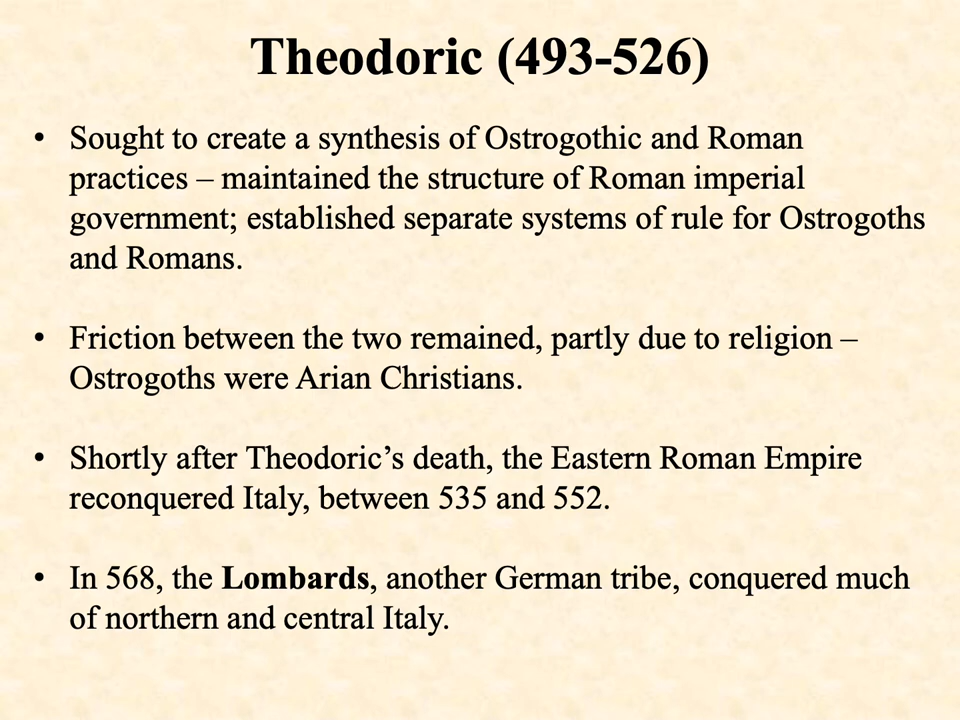 Theodoric (493-526)
• Sought to create a synthesis of Ostrogothic and Roman
practices – maintained the structure of Roman imperial
government; established separate systems of rule for Ostrogoths
and Romans.
• Friction between the two remained, partly due to religion –
Ostrogoths were Arian Christians.
• Shortly after Theodoric’s death, the Eastern Roman Empire
reconquered Italy, between 535 and 552.
• In 568, the Lombards, another German tribe, conquered much
of northern and central Italy.